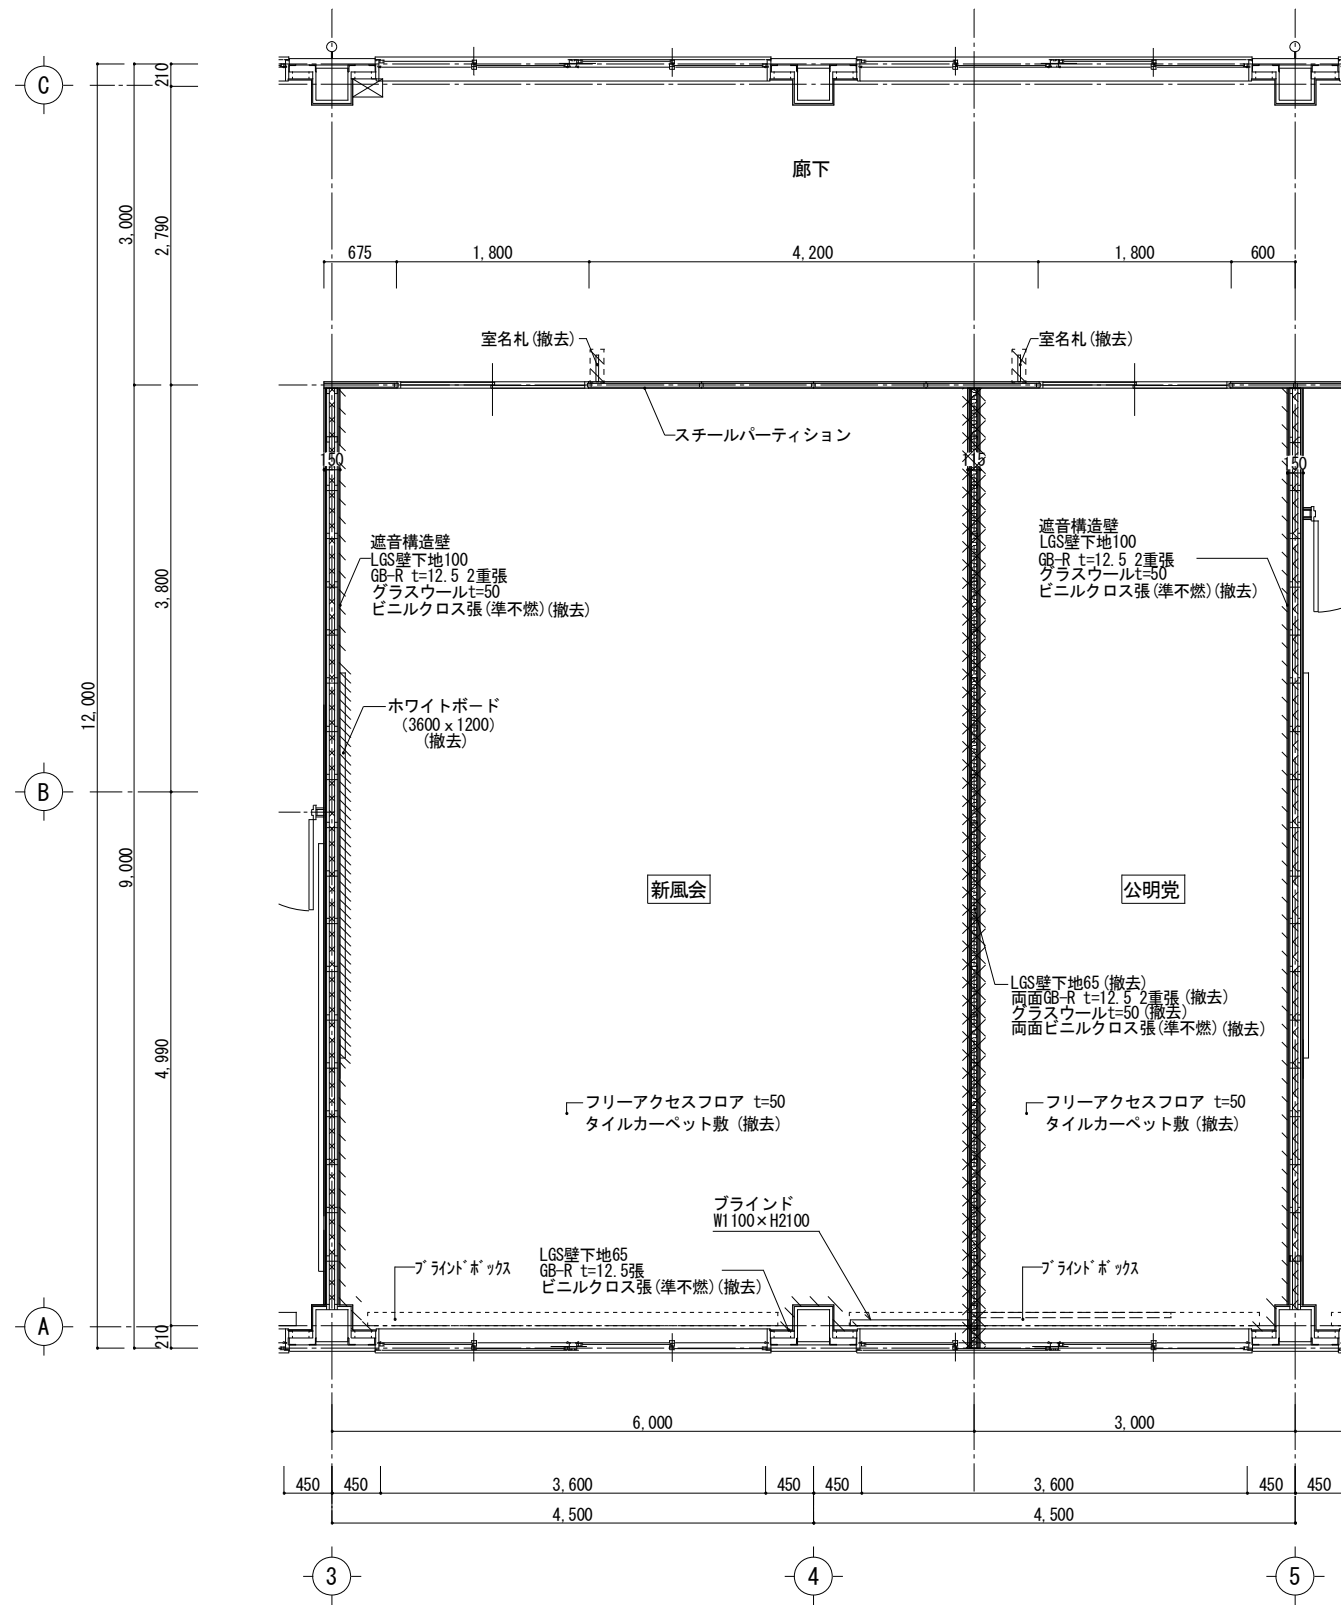 C
210
3,000
2,790
廊下
675
1,800
4,200
1,800
600
室名札(撤去)
室名札(撤去)
スチールパーティション
150
115
150
遮音構造壁
LGS壁下地100
GB-R t=12.5 2重張
グラスウールt=50
ビニルクロス張(準不燃)(撤去)
遮音構造壁
LGS壁下地100
GB-R t=12.5 2重張
グラスウールt=50
ビニルクロス張(準不燃)(撤去)
3,800
12,000
ホワイトボード
(3600x1200)
(撤去)
B
9,000
新風会
公明党
LGS壁下地65(撤去)
両面GB-R t=12.5 2重張(撤去)
グラスウールt=50(撤去)
両面ビニルクロス張(準不燃)(撤去)
4,990
フリーアクセスフロア t=50
タイルカーペット敷(撤去)
フリーアクセスフロア t=50
タイルカーペット敷(撤去)
ブラインド
W1100×H2100
ブラインドボックス
LGS壁下地65
GB-R t=12.5張
ビニルクロス張(準不燃)(撤去)
ブラインドボックス
A
210
6,000
3,000
450
450
3,600
450
450
3,600
450
450
4,500
4,500
3
4
5